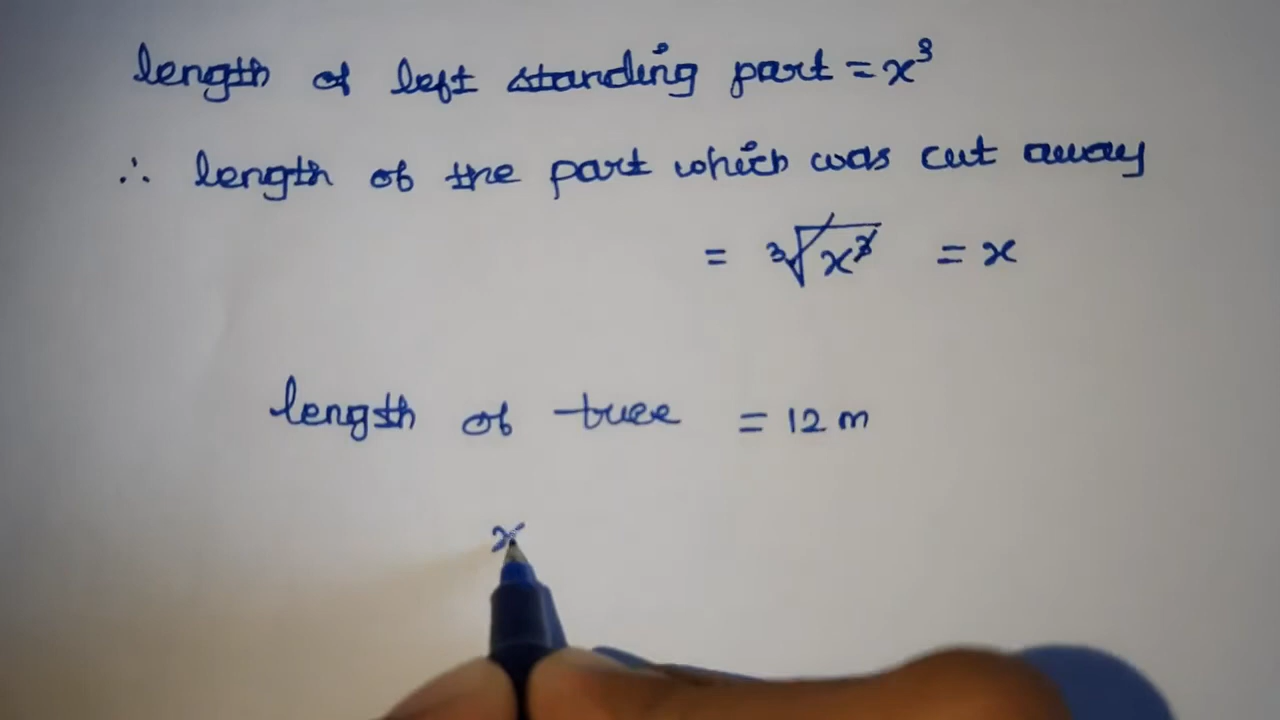 length of left standing part = x³
∴ length of the part which was cut away
= ³√x³ = x
length of tree = 12 m
x